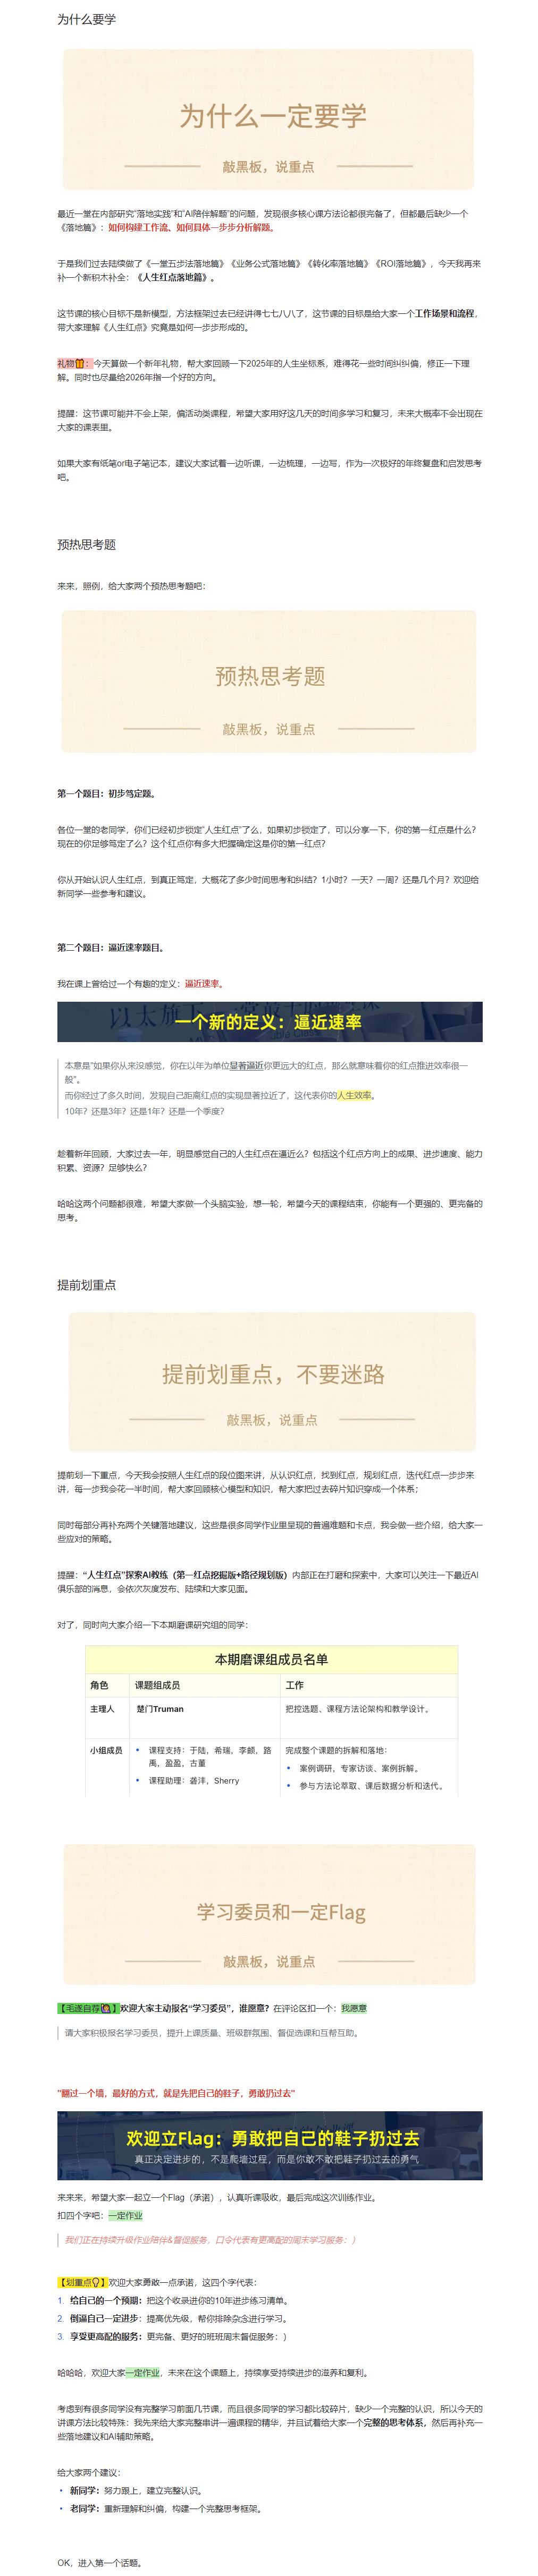 为什么要学
为什么一定要学
敲黑板，说重点
最近一堂在内部研究"落地实践"和"AI陪伴解题"的问题，发现很多核心课方法论都很完备了，但都最后缺少一个
《落地篇》：如何构建工作流、如何具体一步步分析解题。
于是我们过去陆续做了《一堂五步法落地篇》《业务公式落地篇》《转化率落地篇》《ROI落地篇》，今天我再来
补一个新积木补全：《人生红点落地篇》。
这节课的核心目标不是新模型，方法框架过去已经讲得七七八八了，这节课的目标是给大家一个工作场景和流程，
带大家理解《人生红点》究竟是如何一步步形成的。
礼物🎁：今天算做一个新年礼物，帮大家回顾一下2025年的人生坐标系，难得花一些时间纠纠偏，修正一下理
解。同时也尽量给2026年指一个好的方向。
提醒：这节课可能并不会上架，偏活动类课程，希望大家用好这几天的时间多学习和复习，未来大概率不会出现在
大家的课表里。
如果大家有纸笔or电子笔记本，建议大家试着一边听课，一边梳理，一边写，作为一次极好的年终复盘和启发思考
吧。
预热思考题
来来，照例，给大家两个预热思考题吧：
预热思考题
敲黑板，说重点
第一个题目：初步笃定题。
各位一堂的老同学，你们已经初步锁定"人生红点"了么，如果初步锁定了，可以分享一下，你的第一红点是什么？
现在的你足够笃定了么？这个红点你有多大把握确定这是你的第一红点？
你从开始认识人生红点，到真正笃定，大概花了多少时间思考和纠结？1小时？一天？一周？还是几个月？欢迎给
新同学一些参考和建议。
第二个题目：逼近速率题目。
我在课上曾给过一个有趣的定义：逼近速率。
一个新的定义：逼近速率
本意是"如果你从来没感觉，你在以年为单位显著逼近你更远大的红点，那么就意味着你的红点推进效率很一
般"。
而你经过了多久时间，发现自己距离红点的实现显著拉近了，这代表你的人生效率。
10年？还是3年？还是1年？还是一个季度？
趁着新年回顾，大家过去一年，明显感觉自己的人生红点在逼近么？包括这个红点方向上的成果、进步速度、能力
积累、资源？足够快么？
哈哈这两个问题都很难，希望大家做一个头脑实验，想一轮，希望今天的课程结束，你能有一个更强的、更完备的
思考。
提前划重点
提前划重点，不要迷路
敲黑板，说重点
提前划一下重点，今天我会按照人生红点的段位图来讲，从认识红点，找到红点，规划红点，迭代红点一步步来
讲，每一步我会花一半时间，帮大家回顾核心模型和知识，帮大家把过去碎片知识穿成一个体系；
同时每部分再补充两个关键落地建议，这些是很多同学作业里呈现的普遍难题和卡点，我会做一些介绍，给大家一
些应对的策略。
提醒："人生红点"探索AI教练（第一红点挖掘版+路径规划版）内部正在打磨和探索中，大家可以关注一下最近AI
俱乐部的消息，会依次灰度发布、陆续和大家见面。
对了，同时向大家介绍一下本期磨课研究组的同学：
本期磨课组成员名单
角色 课题组成员 工作
主理人 楚门Truman 把控选题、课程方法论架构和教学设计。
小组成员 • 课程支持：于陆，希瑞，李颇，路 完成整个课题的拆解和落地：
禹，盈盈，古董 • 案例调研，专家访谈、案例拆解。
• 课程助理：砻沣，Sherry • 参与方法论萃取、课后数据分析和迭代。
学习委员和一定Flag
敲黑板，说重点
【毛遂自荐🙋】欢迎大家主动报名"学习委员"，谁愿意？在评论区扣一个：我愿意
请大家积极报名学习委员，提升上课质量、班级群氛围、督促选课和互帮互助。
"翻过一个墙，最好的方式，就是先把自己的鞋子，勇敢扔过去"
欢迎立Flag：勇敢把自己的鞋子扔过去
真正决定进步的，不是爬墙过程，而是你敢不敢把鞋子扔过去的勇气
来来来，希望大家一起立一个Flag（承诺），认真听课吸收，最后完成这次训练作业。
扣四个字吧：一定作业
我们正在持续升级作业陪伴&督促服务，口令代表有更高配的周末学习服务：）
【划重点💡】欢迎大家勇敢一点承诺，这四个字代表：
1. 给自己的一个预期：把这个收录进你的10年进步练习清单。
2. 倒逼自己一定进步：提高优先级，帮你排除杂念进行学习。
3. 享受更高配的服务：更完备、更好的班班周末督促服务：）
哈哈哈，欢迎大家一定作业，未来在这个课题上，持续享受持续进步的滋养和复利。
考虑到有很多同学没有完整学习前面几节课，而且很多同学的学习都比较碎片，缺少一个完整的认识，所以今天的
讲课方法比较特殊：我先来给大家完整串讲一遍课程的精华，并且试着给大家一个完整的思考体系，然后再补充一
些落地建议和AI辅助策略。
给大家两个建议：
• 新同学：努力跟上，建立完整认识。
• 老同学：重新理解和纠偏，构建一个完整思考框架。
OK，进入第一个话题。